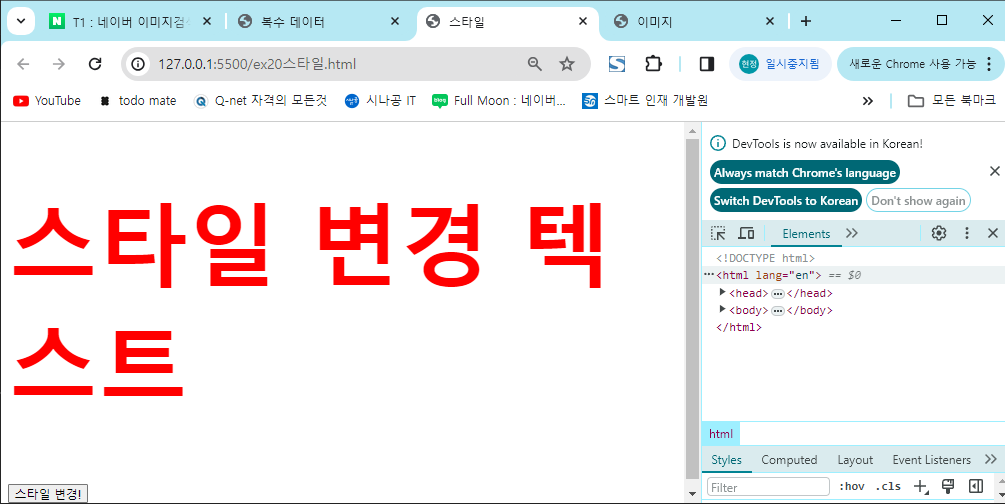 T1 : 네이버 이미지검색
복수 데이터
스타일
이미지
127.0.0.1:5500/ex20스타일.html
현정
일시중지됨
새로운 Chrome 사용 가능
YouTube
todo mate
Q-net 자격의 모든것
시나공 IT
blog
Full Moon : 네이버...
스마트 인재 개발원
모든 북마크
스타일 변경 텍
스트
스타일 변경!
DevTools is now available in Korean!
Always match Chrome's language
Switch DevTools to Korean
Don't show again
Elements
<!DOCTYPE html>
<html lang="en"> == $0
<head> ... </head>
<body> ... </body>
</html>
html
Styles
Computed
Layout
Event Listeners
Filter
:hov
.cls